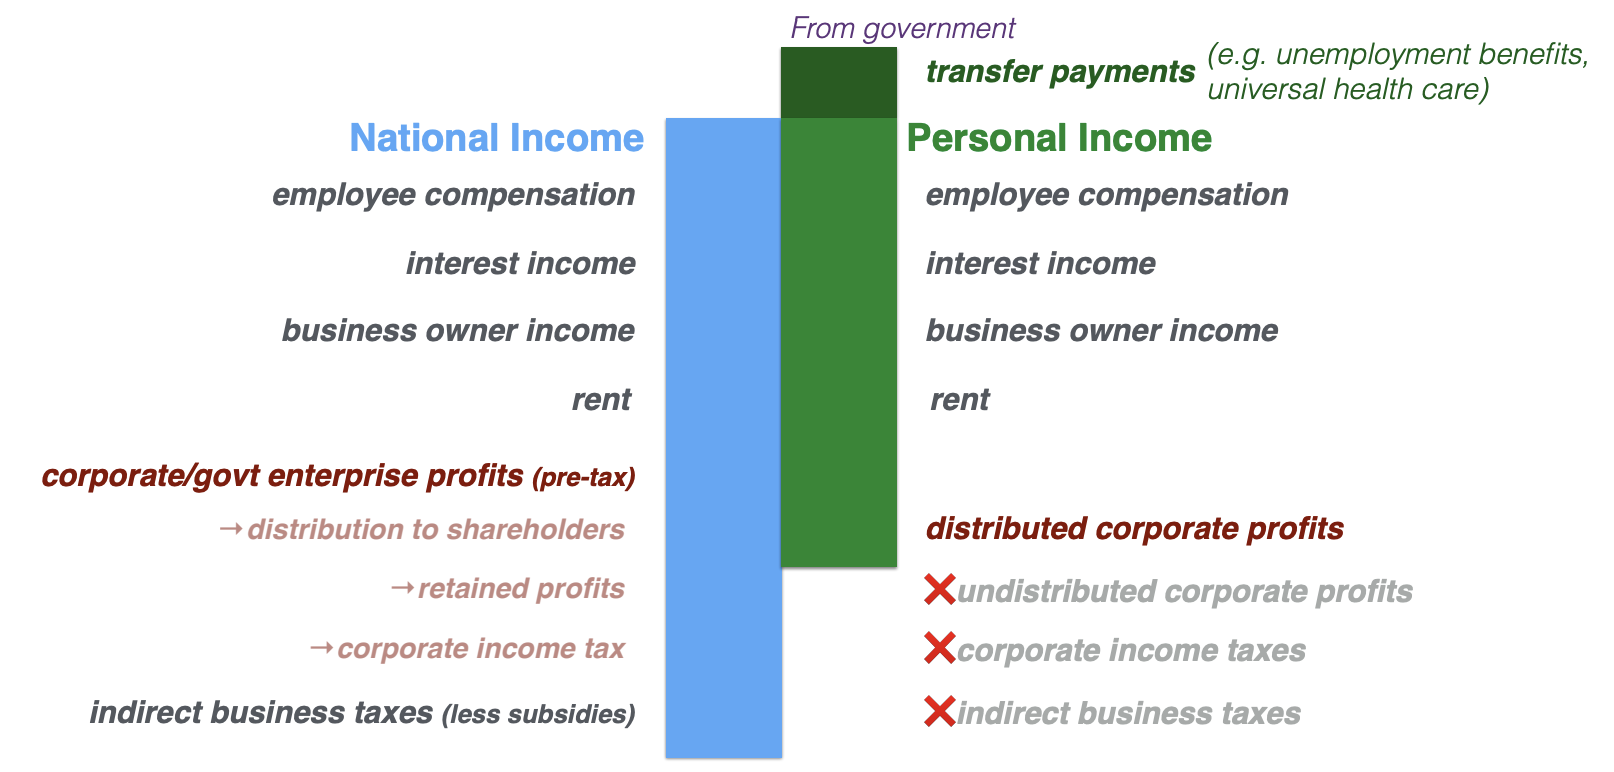 From government
transfer payments (e.g. unemployment benefits,
universal health care)
National Income
Personal Income
employee compensation
employee compensation
interest income
interest income
business owner income
business owner income
rent
rent
corporate/govt enterprise profits (pre-tax)
→distribution to shareholders
distributed corporate profits
→retained profits
❌undistributed corporate profits
→corporate income tax
❌corporate income taxes
indirect business taxes (less subsidies)
❌indirect business taxes